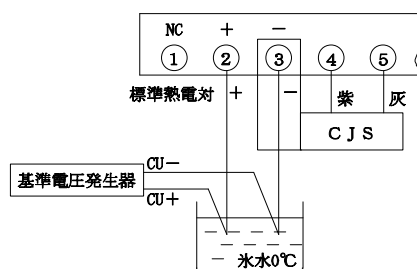 NC + −
① ② ③ ④ ⑤
標準熱電対 + − 紫 灰
CJS
CU−
基準電圧発生器
CU+
氷水0℃